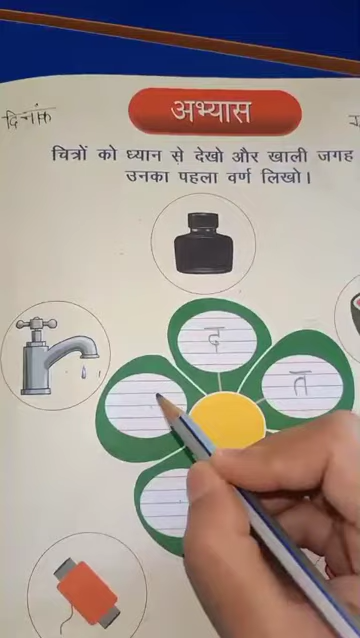 दिनांक
अभ्यास
चित्रों को ध्यान से देखो और खाली जगह
उनका पहला वर्ण लिखो।
द
त